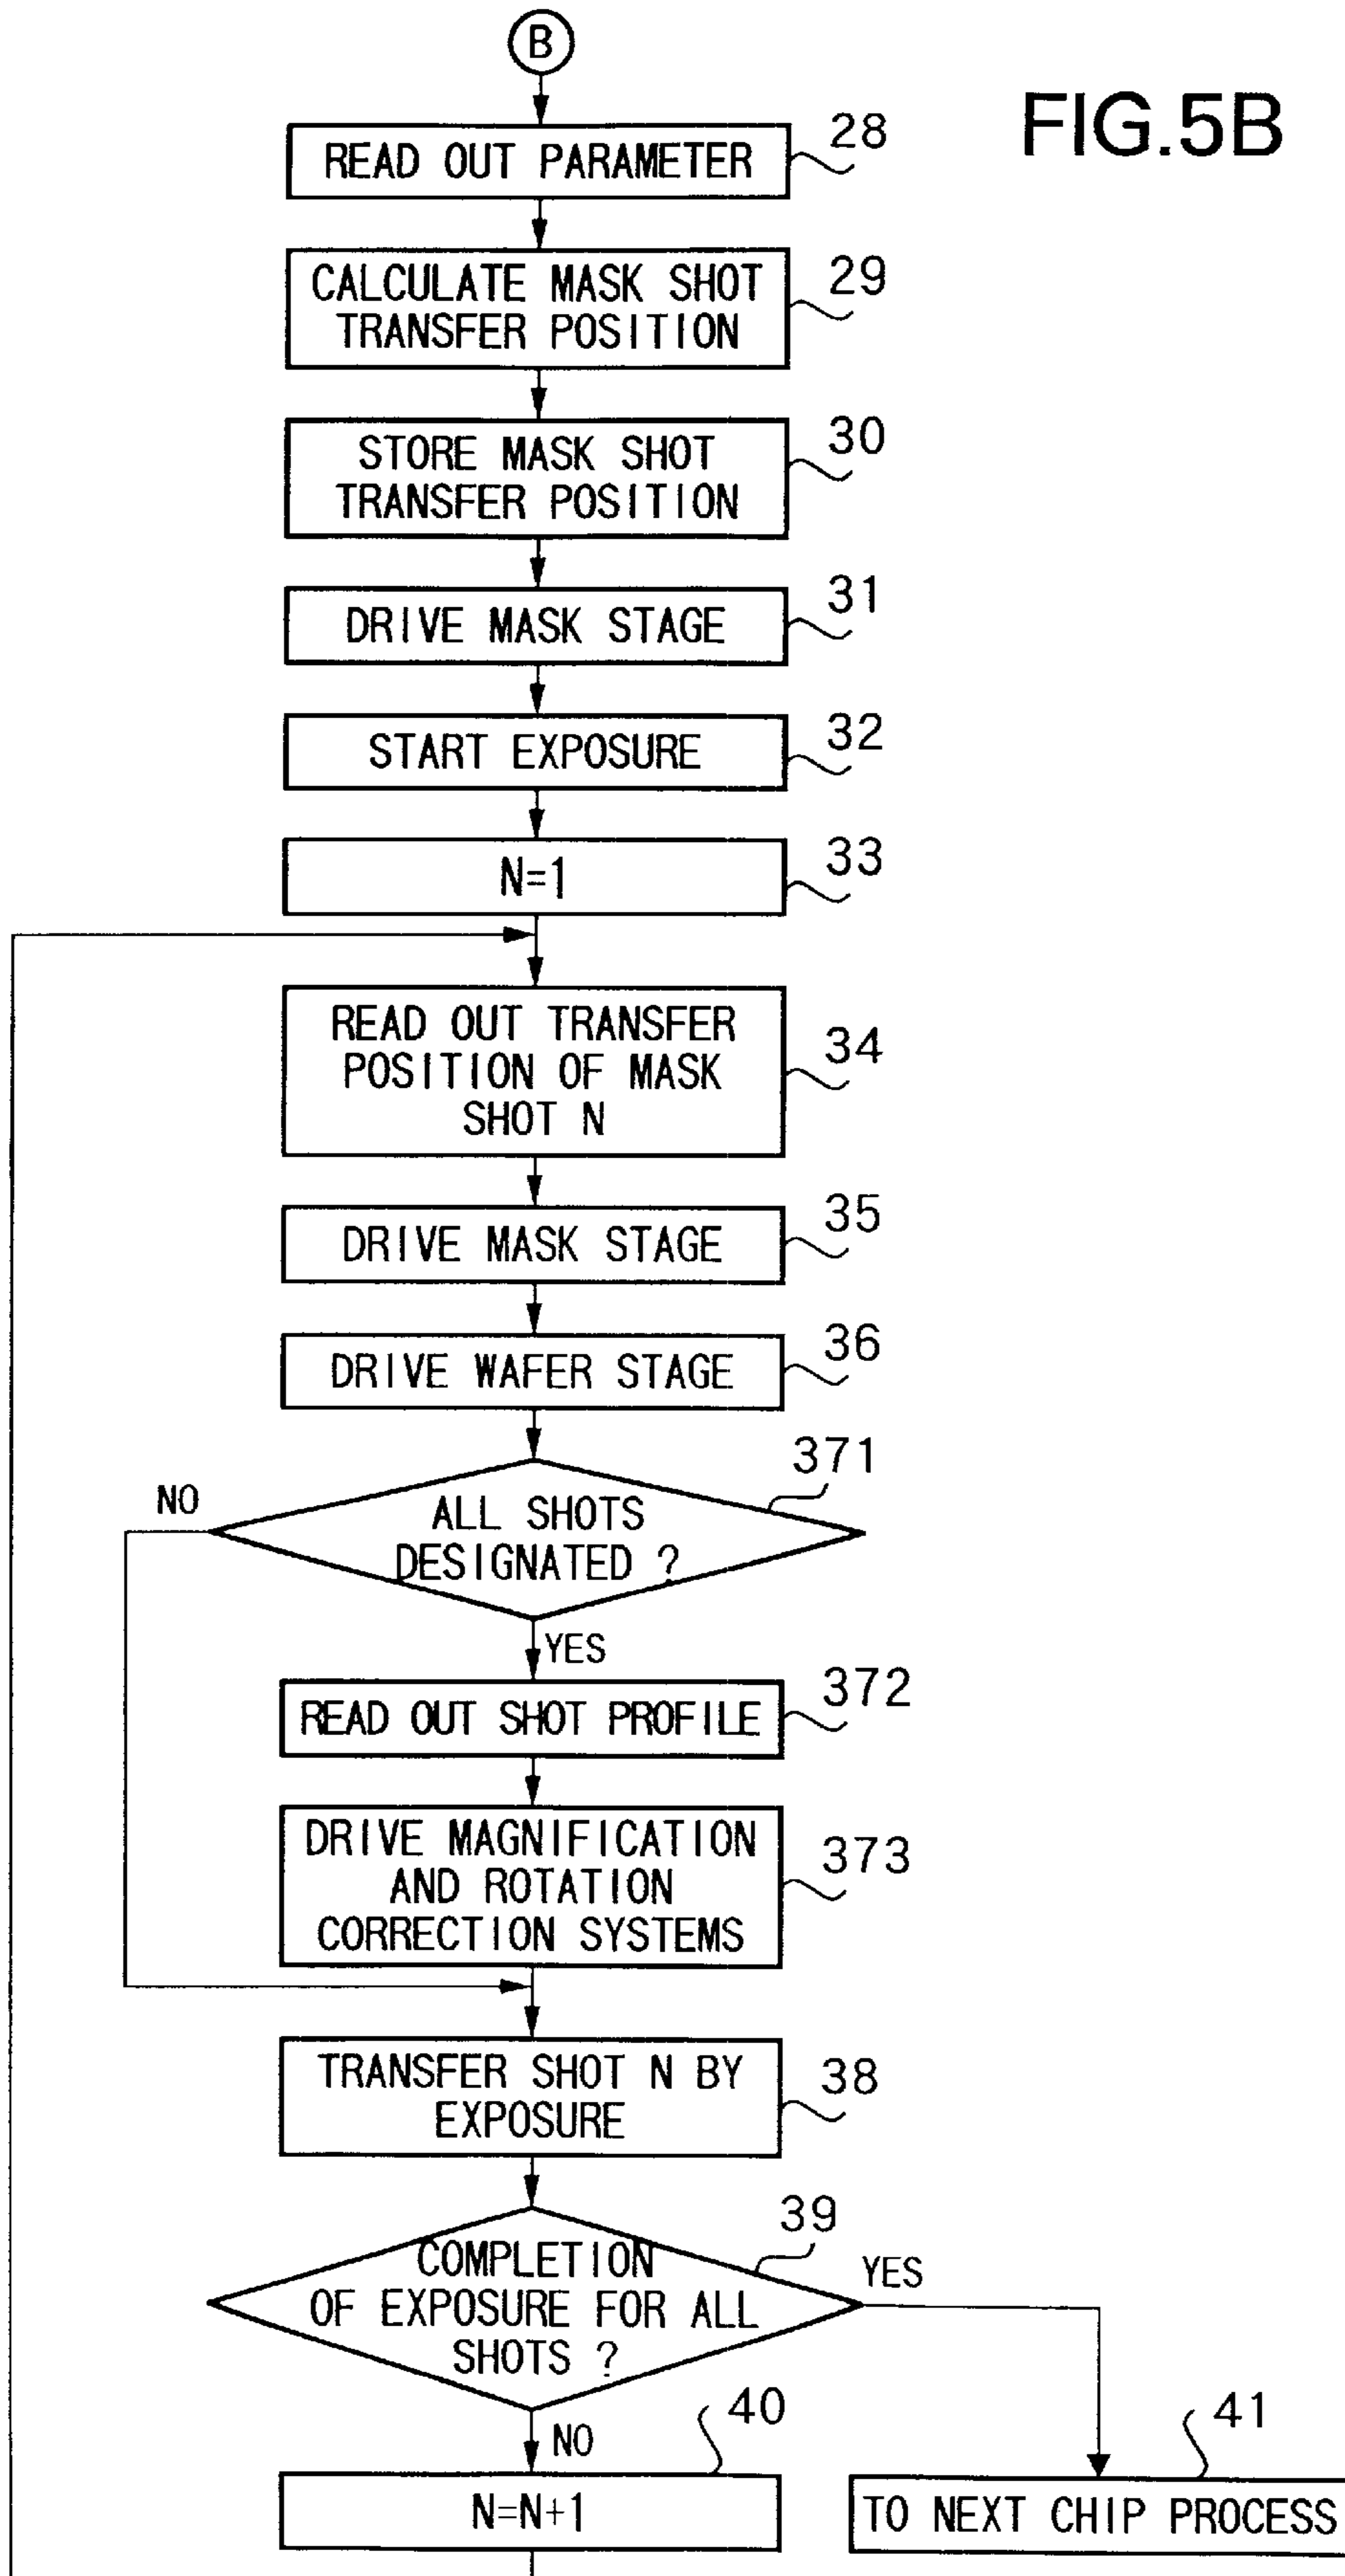 B
FIG.5B
READ OUT PARAMETER
28
CALCULATE MASK SHOT
TRANSFER POSITION
29
STORE MASK SHOT
TRANSFER POSITION
30
DRIVE MASK STAGE
31
START EXPOSURE
32
N=1
33
READ OUT TRANSFER
POSITION OF MASK
SHOT N
34
DRIVE MASK STAGE
35
DRIVE WAFER STAGE
36
371
NO
ALL SHOTS
DESIGNATED ?
YES
READ OUT SHOT PROFILE
372
DRIVE MAGNIFICATION
AND ROTATION
CORRECTION SYSTEMS
373
TRANSFER SHOT N BY
EXPOSURE
38
39
COMPLETION
OF EXPOSURE FOR ALL
SHOTS ?
YES
NO
40
N=N+1
41
TO NEXT CHIP PROCESS